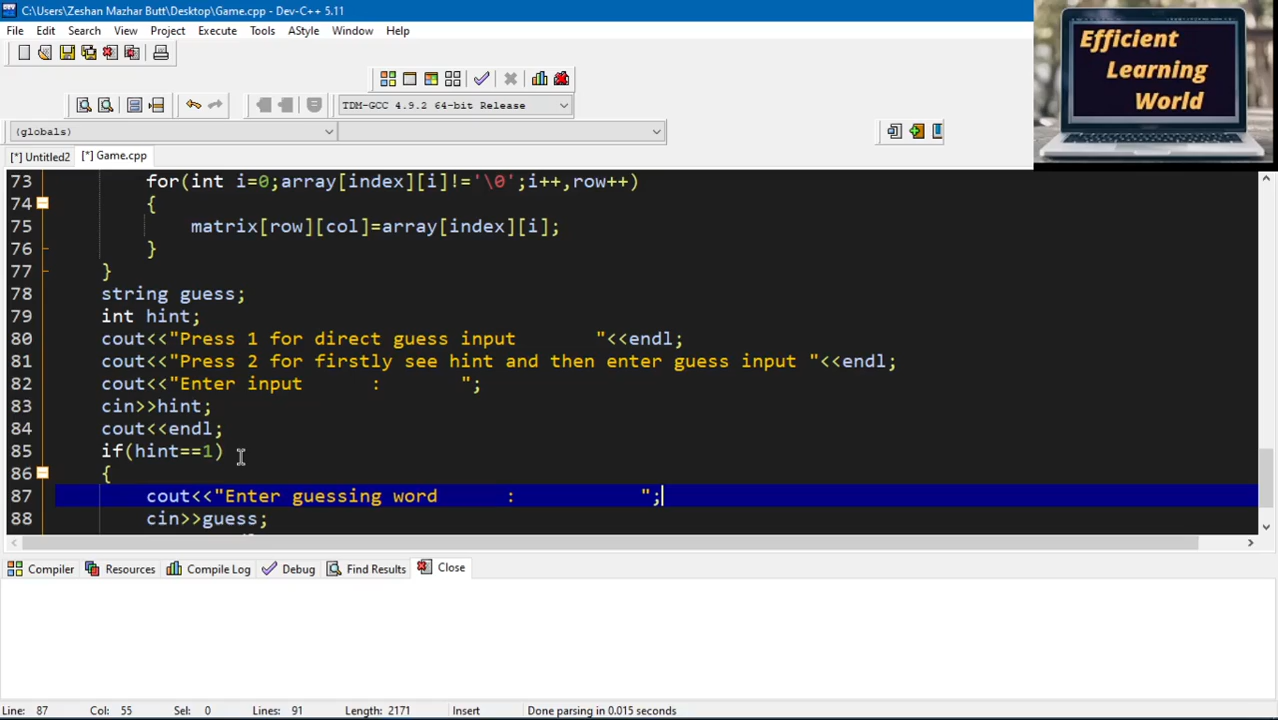 C:\Users\Zeshan Mazhar Butt\Desktop\Game.cpp - Dev-C++ 5.11
File Edit Search View Project Execute Tools AStyle Window Help
TDM-GCC 4.9.2 64-bit Release
(globals)
[*] Untitled2 [*] Game.cpp
73 for(int i=0;array[index][i]!='\0';i++,row++)
74 {
75 matrix[row][col]=array[index][i];
76 }
77 }
78 string guess;
79 int hint;
80 cout<<"Press 1 for direct guess input       "<<endl;
81 cout<<"Press 2 for firstly see hint and then enter guess input "<<endl;
82 cout<<"Enter input      :       ";
83 cin>>hint;
84 cout<<endl;
85 if(hint==1)
86 {
87 cout<<"Enter guessing word      :           ";
88 cin>>guess;
Compiler Resources Compile Log Debug Find Results Close
Line: 87 Col: 55 Sel: 0 Lines: 91 Length: 2171 Insert Done parsing in 0.015 seconds
Efficient
Learning
World